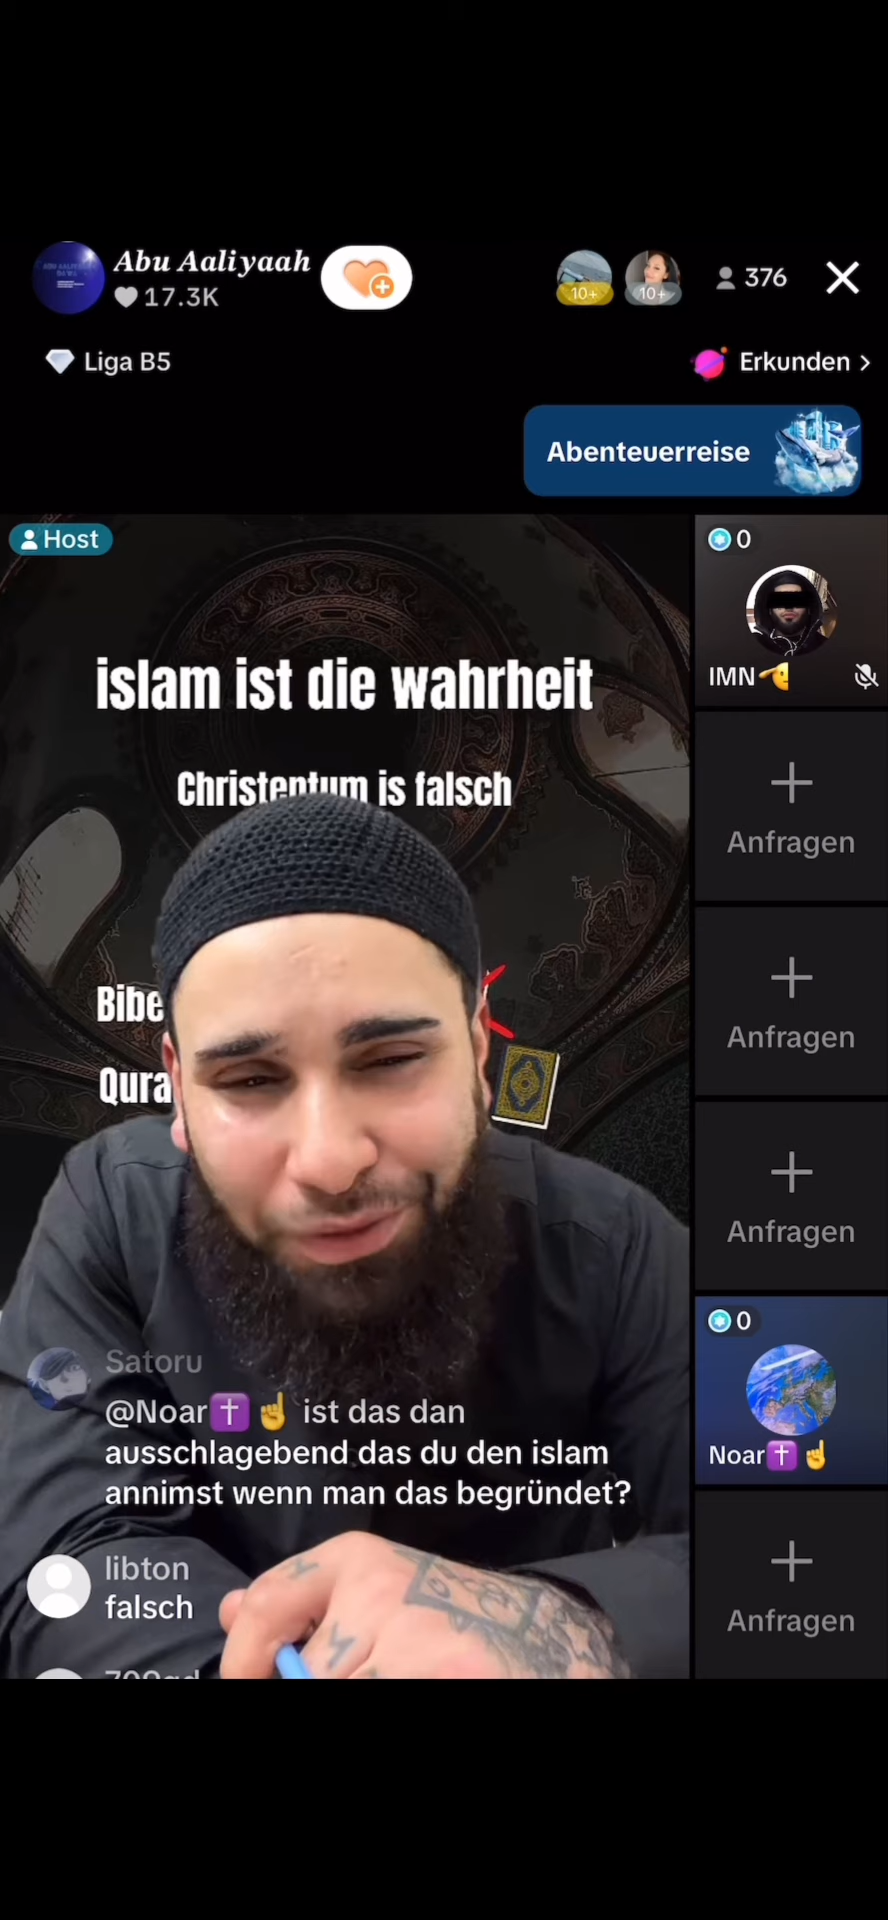 Abu Aaliyaah
17.3K
10+
10+
376
Liga B5
Erkunden >
Abenteuerreise
Host
0
islam ist die wahrheit
IMN
Christentum is falsch
Anfragen
Bibe
Anfragen
Qura
Anfragen
0
Satoru
@Noar ist das dan
ausschlagebend das du den islam
annimst wenn man das begründet?
Noar
libton
falsch
Anfragen